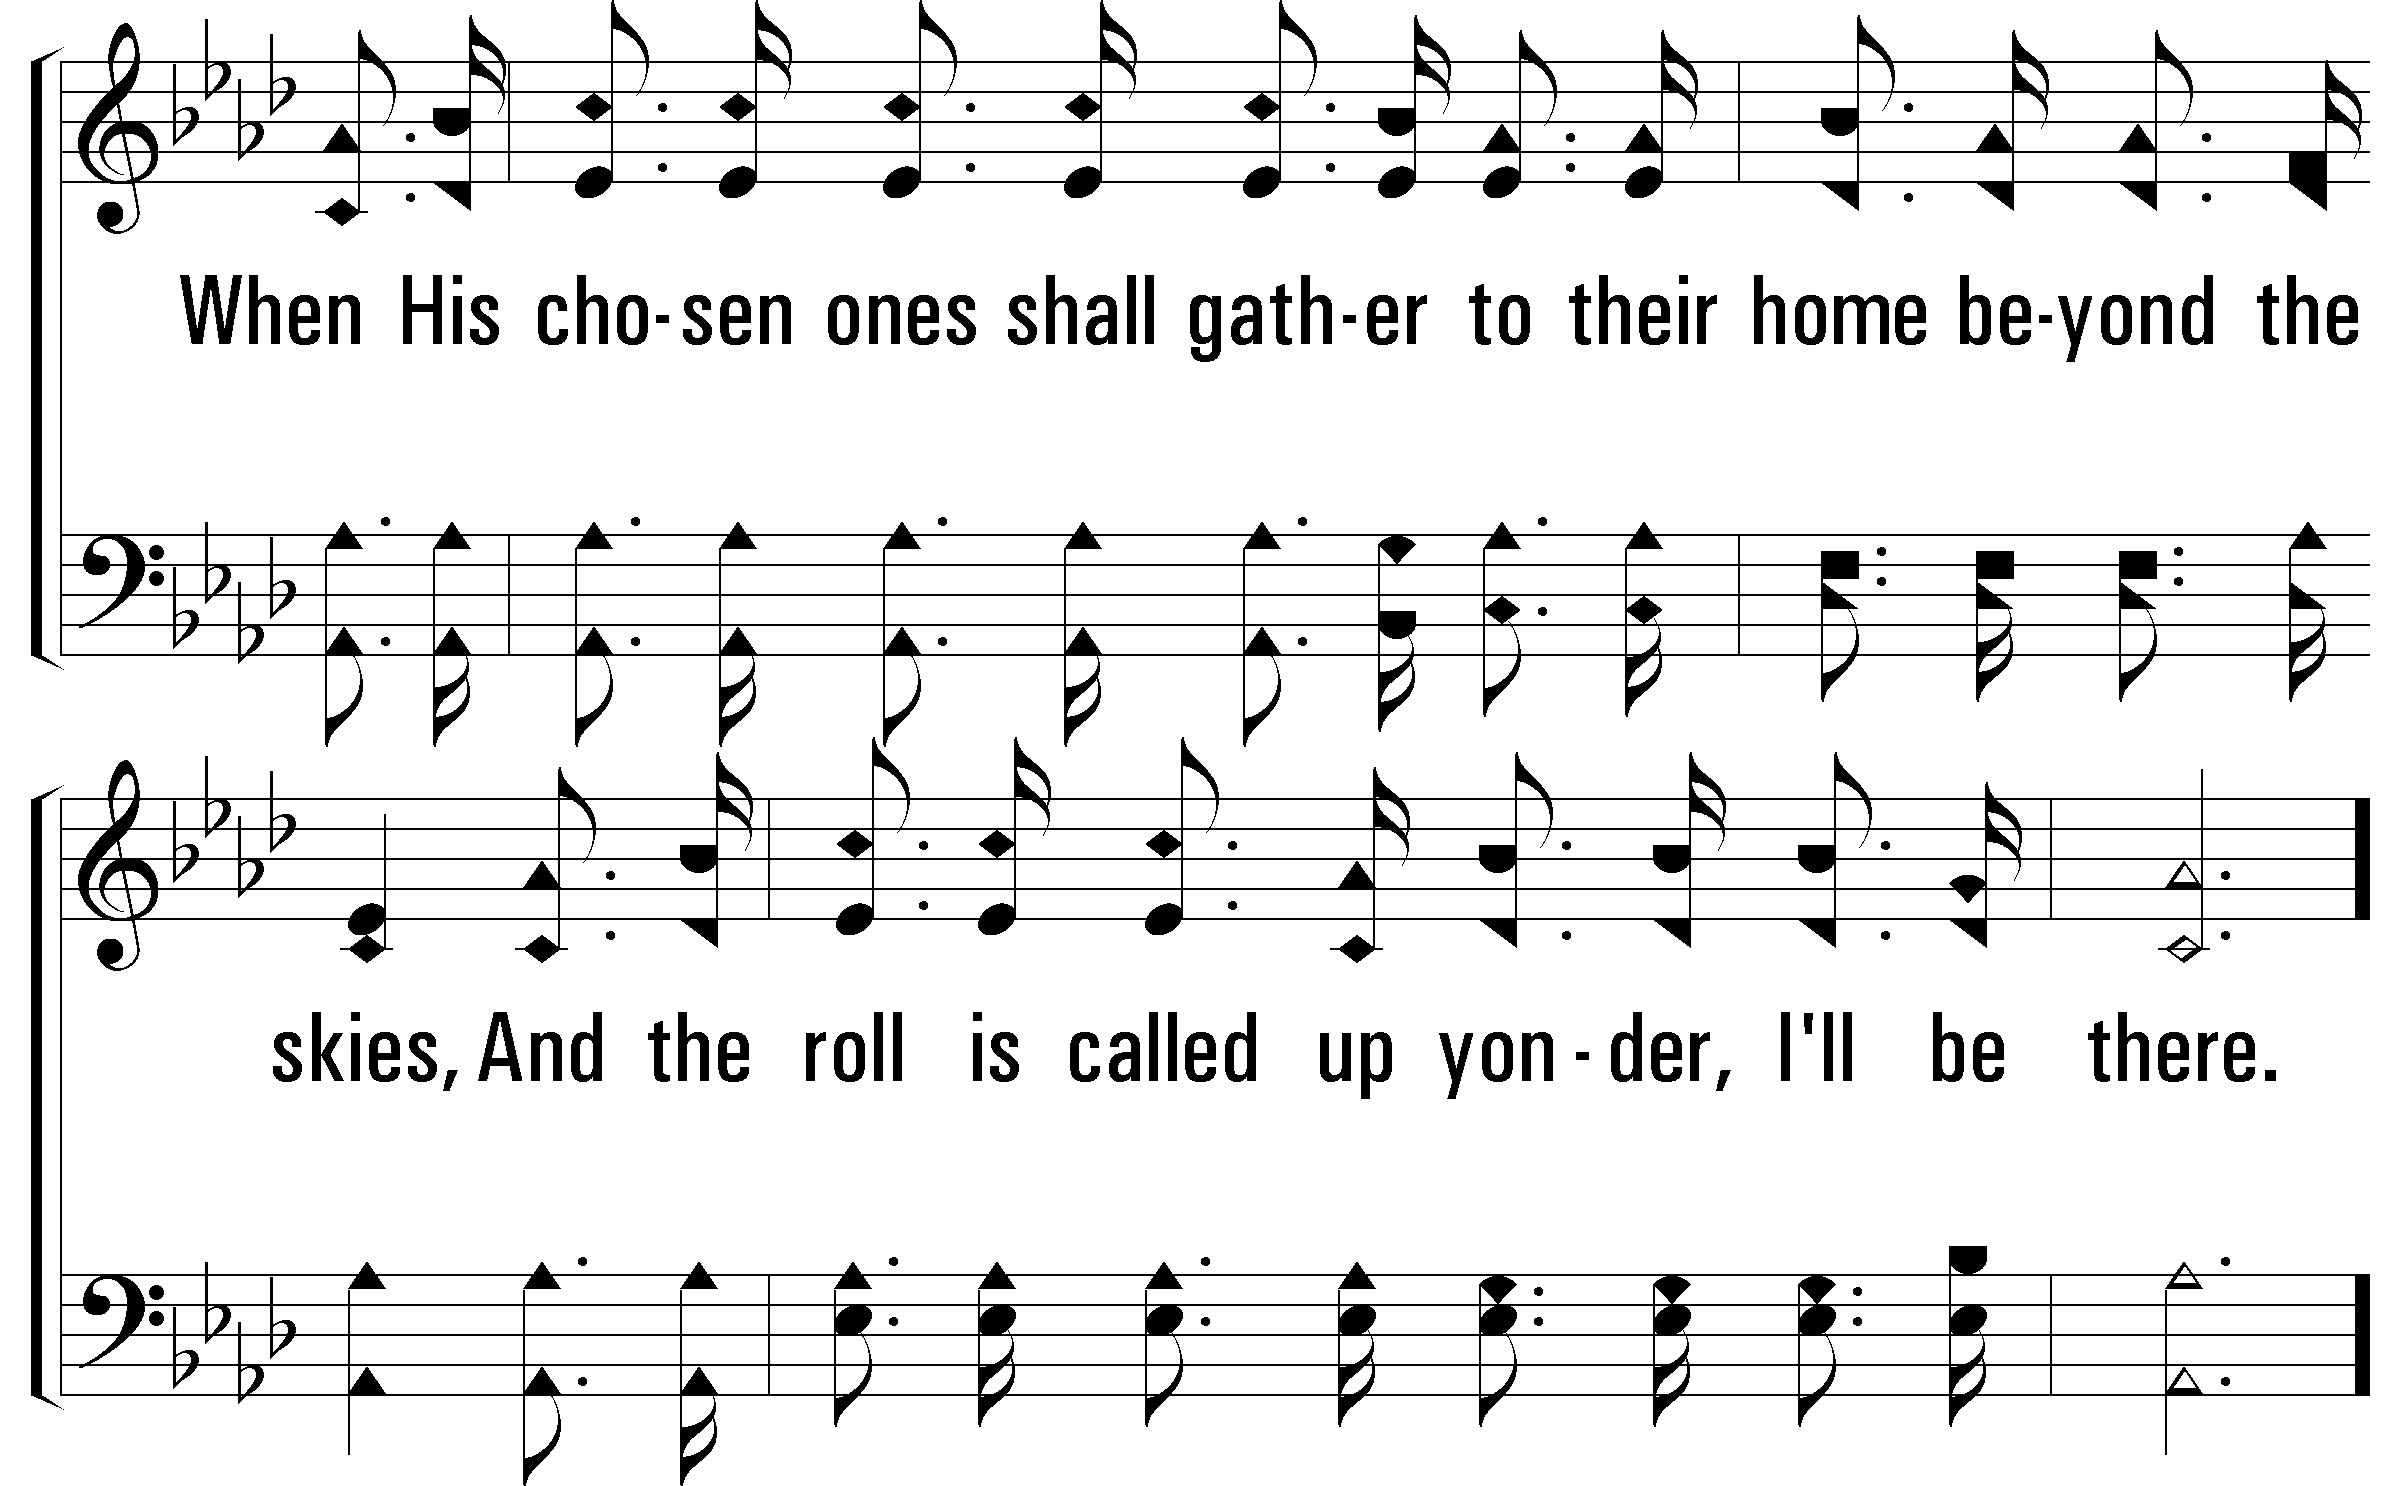 When His cho-sen ones shall gath-er to their home be-yond the
skies, And the roll is called up yon-der, I'll be there.